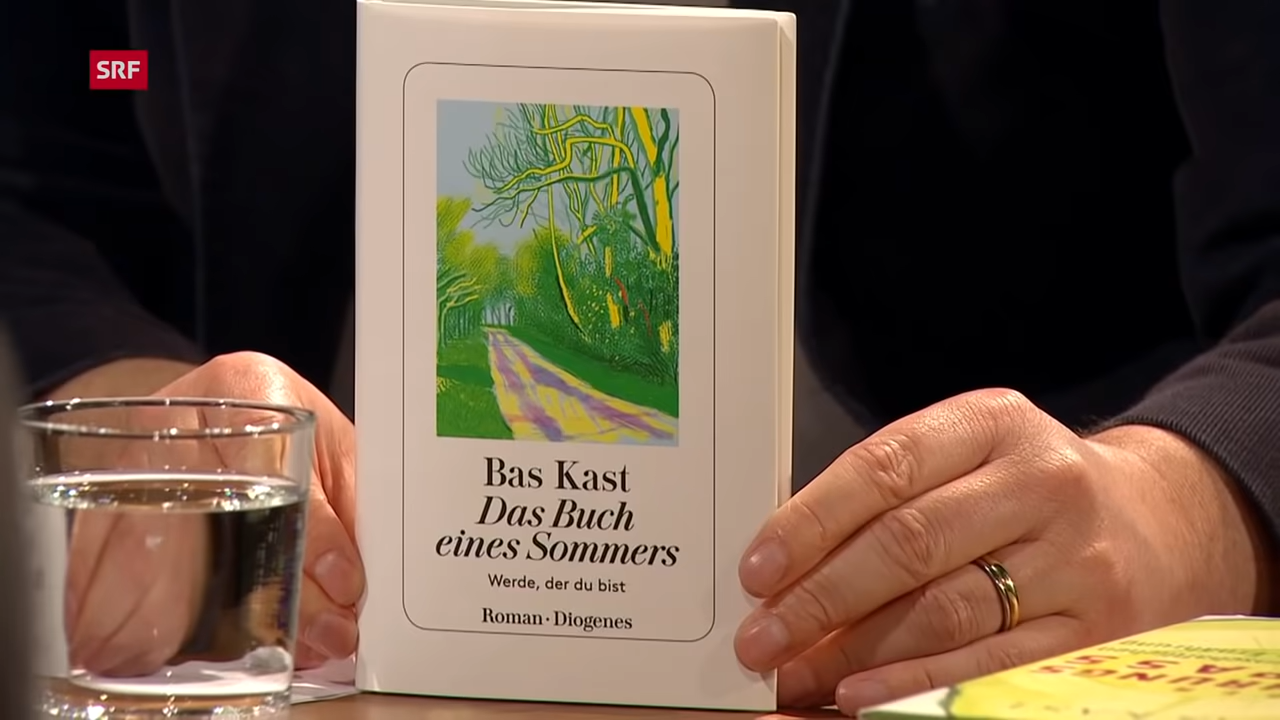 SRF
Bas Kast
Das Buch
eines Sommers
Werde, der du bist
Roman · Diogenes